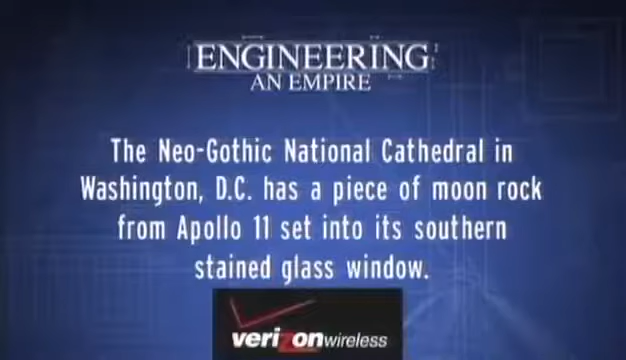 ENGINEERING
AN EMPIRE
The Neo-Gothic National Cathedral in
Washington, D.C. has a piece of moon rock
from Apollo 11 set into its southern
stained glass window.
verizonwireless